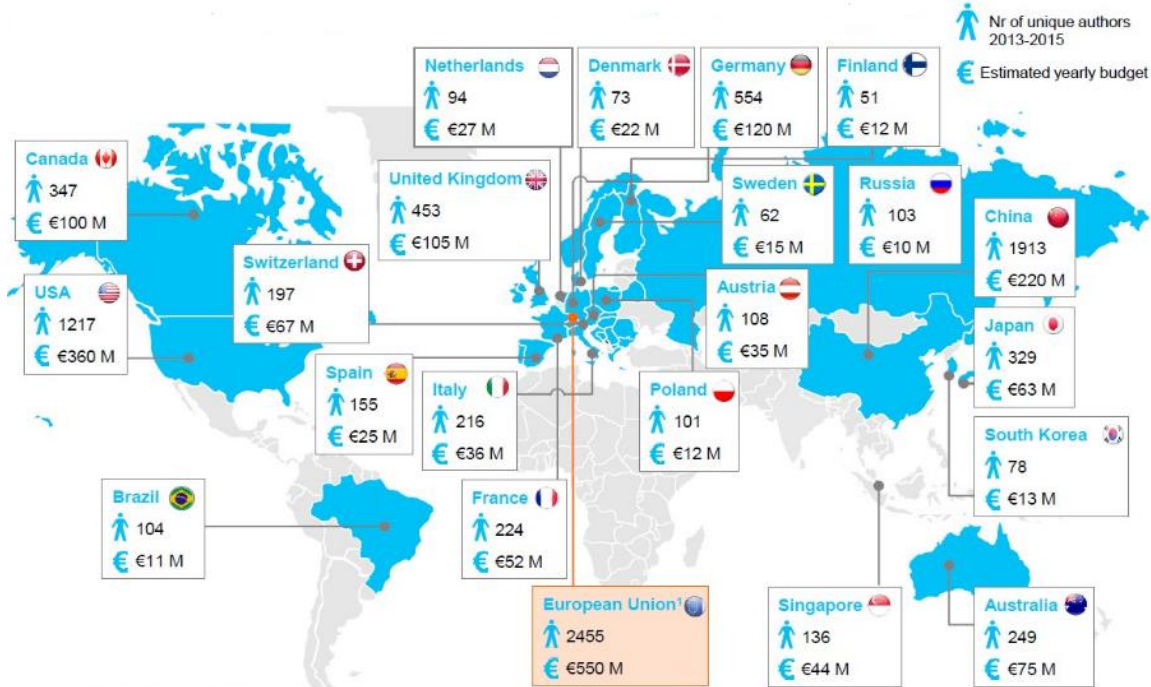 Nr of unique authors
2013-2015
€ Estimated yearly budget
Netherlands
94
€ €27 M
Denmark
73
€ €22 M
Germany
554
€ €120 M
Finland
51
€ €12 M
Canada
347
€ €100 M
United Kingdom
453
€ €105 M
Sweden
62
€ €15 M
Russia
103
€ €10 M
China
1913
€ €220 M
Switzerland
197
€ €67 M
USA
1217
€ €360 M
Austria
108
€ €35 M
Japan
329
€ €63 M
Spain
155
€ €25 M
Italy
216
€ €36 M
Poland
101
€ €12 M
South Korea
78
€ €13 M
Brazil
104
€ €11 M
France
224
€ €52 M
European Union¹
2455
€ €550 M
Singapore
136
€ €44 M
Australia
249
€ €75 M